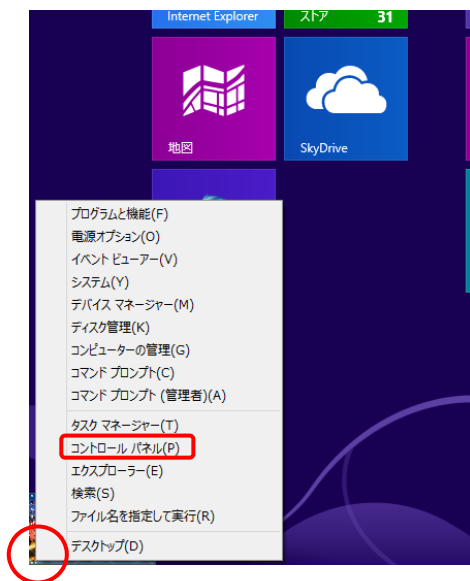 Internet Explorer
ストア
31
地図
SkyDrive
プログラムと機能(F)
電源オプション(O)
イベント ビューアー(V)
システム(Y)
デバイス マネージャー(M)
ディスク管理(K)
コンピューターの管理(G)
コマンド プロンプト(C)
コマンド プロンプト (管理者)(A)
タスク マネージャー(T)
コントロール パネル(P)
エクスプローラー(E)
検索(S)
ファイル名を指定して実行(R)
デスクトップ(D)